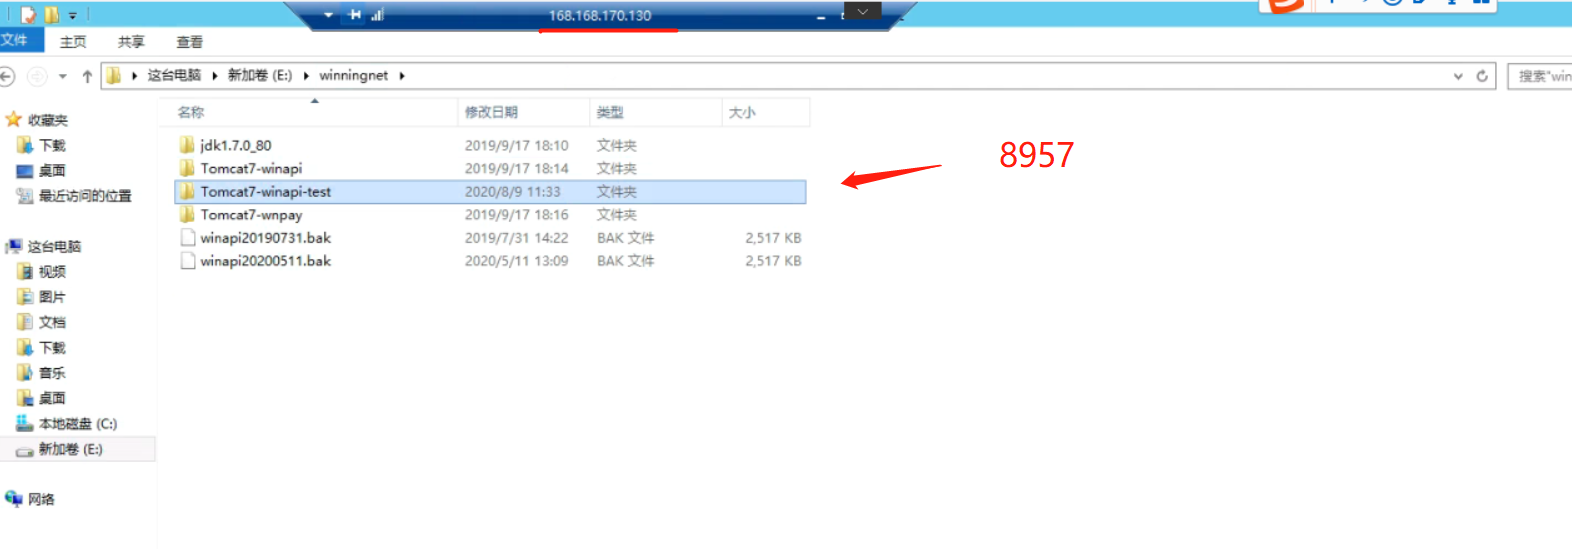 168.168.170.130
文件 主页 共享 查看
这台电脑 新加卷 (E:) winningnet 搜索"win
名称 修改日期 类型 大小
收藏夹
下载
桌面
最近访问的位置
这台电脑
视频
图片
文档
下载
音乐
桌面
本地磁盘 (C:)
新加卷 (E:)
网络
jdk1.7.0_80 2019/9/17 18:10 文件夹
Tomcat7-winapi 2019/9/17 18:14 文件夹
Tomcat7-winapi-test 2020/8/9 11:33 文件夹
Tomcat7-wnpay 2019/9/17 18:16 文件夹
winapi20190731.bak 2019/7/31 14:22 BAK 文件 2,517 KB
winapi20200511.bak 2020/5/11 13:09 BAK 文件 2,517 KB
8957